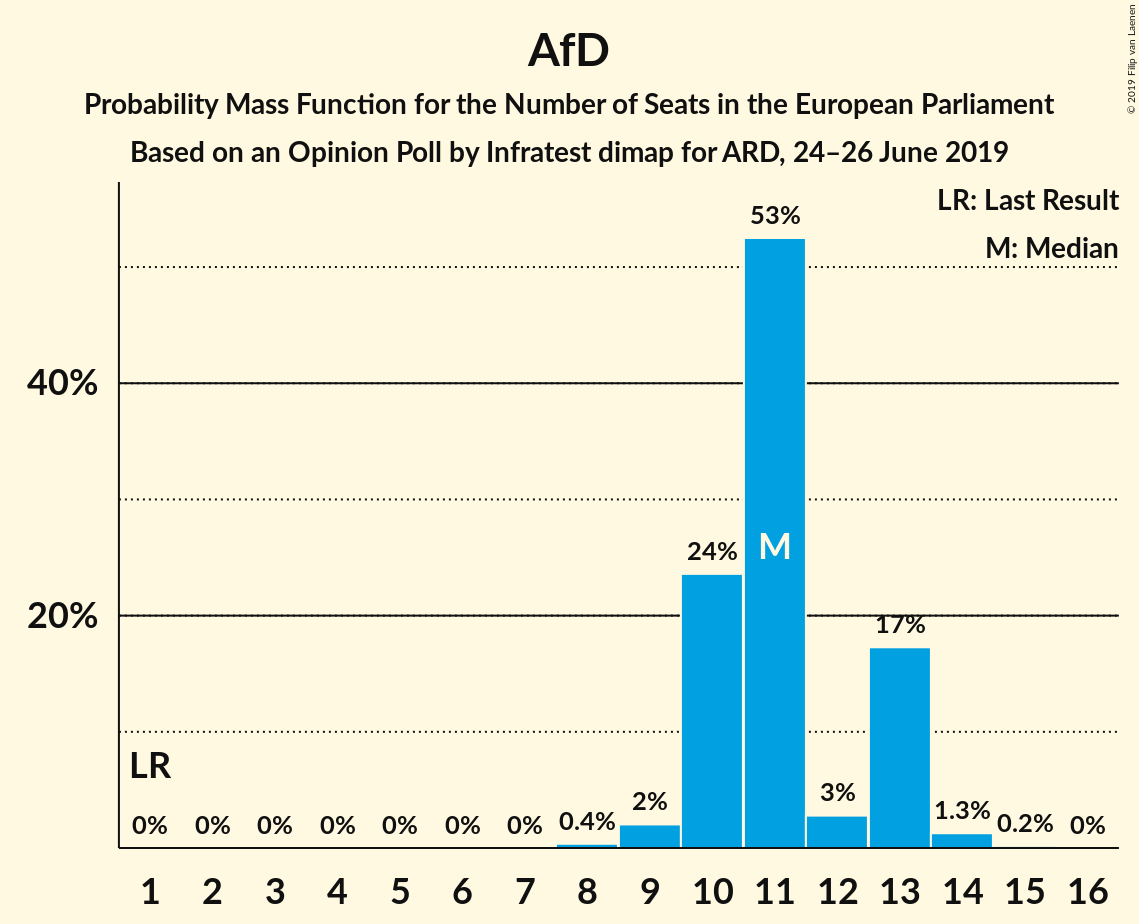 AfD
Probability Mass Function for the Number of Seats in the European Parliament
Based on an Opinion Poll by Infratest dimap for ARD, 24–26 June 2019
© 2019 Filip van Laenen
LR: Last Result
M: Median
53%
40%
24%
M
20%
17%
LR
0%
0%
0%
0%
0%
0%
0%
0.4%
2%
3%
1.3%
0.2%
0%
1 2 3 4 5 6 7 8 9 10 11 12 13 14 15 16